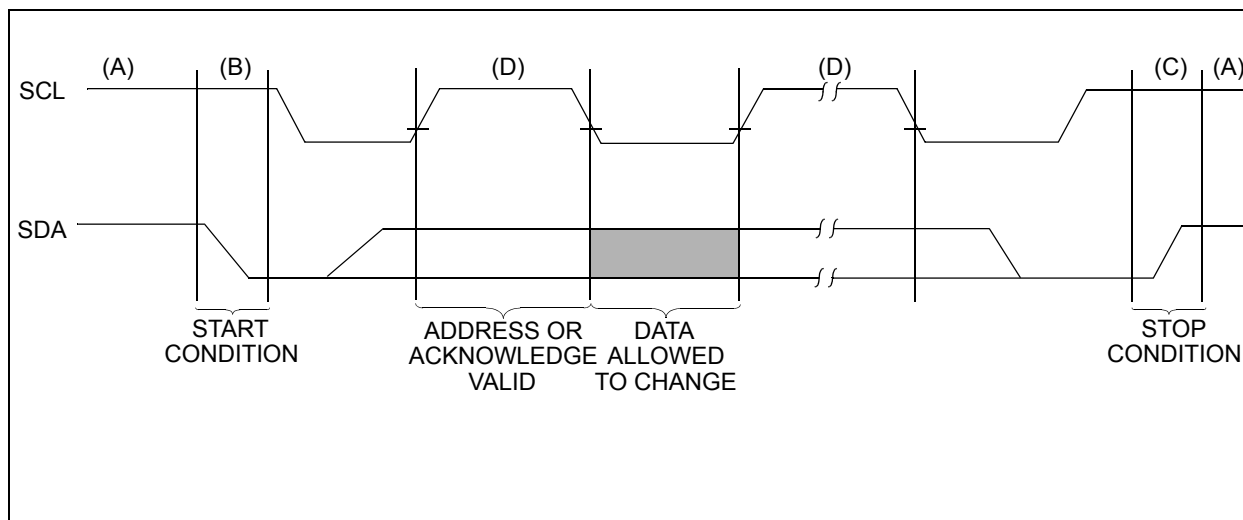 (A) (B) (D) (D) (C) (A)
SCL
SDA
START
CONDITION
ADDRESS OR
ACKNOWLEDGE
VALID
DATA
ALLOWED
TO CHANGE
STOP
CONDITION